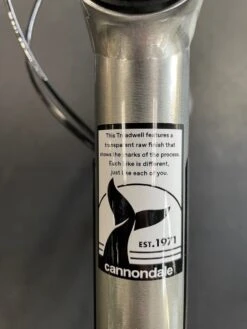 This Treadwell features a
transparent raw finish that
shows the marks of the process.
Each bike is different,
just like each of you.
EST. 1971
cannondale